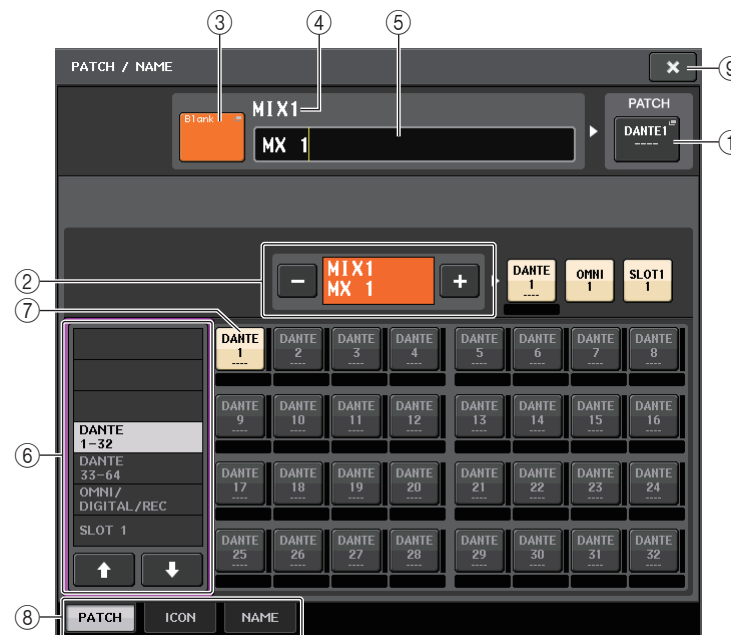 ③ ④ ⑤
PATCH / NAME
×
⑨
Blank
MIX1
MX 1
PATCH
DANTE1
----
②
−
MIX1
MX 1
+
DANTE 1 ----
OMNI 1
SLOT1 1
⑦
DANTE 1 ---- DANTE 2 ---- DANTE 3 ---- DANTE 4 ---- DANTE 5 ---- DANTE 6 ---- DANTE 7 ---- DANTE 8 ----
DANTE 9 ---- DANTE 10 ---- DANTE 11 ---- DANTE 12 ---- DANTE 13 ---- DANTE 14 ---- DANTE 15 ---- DANTE 16 ----
DANTE 17 ---- DANTE 18 ---- DANTE 19 ---- DANTE 20 ---- DANTE 21 ---- DANTE 22 ---- DANTE 23 ---- DANTE 24 ----
DANTE 25 ---- DANTE 26 ---- DANTE 27 ---- DANTE 28 ---- DANTE 29 ---- DANTE 30 ---- DANTE 31 ---- DANTE 32 ----
⑥
DANTE
1-32
DANTE
33-64
OMNI/
DIGITAL/REC
SLOT 1
⑧
PATCH ICON NAME